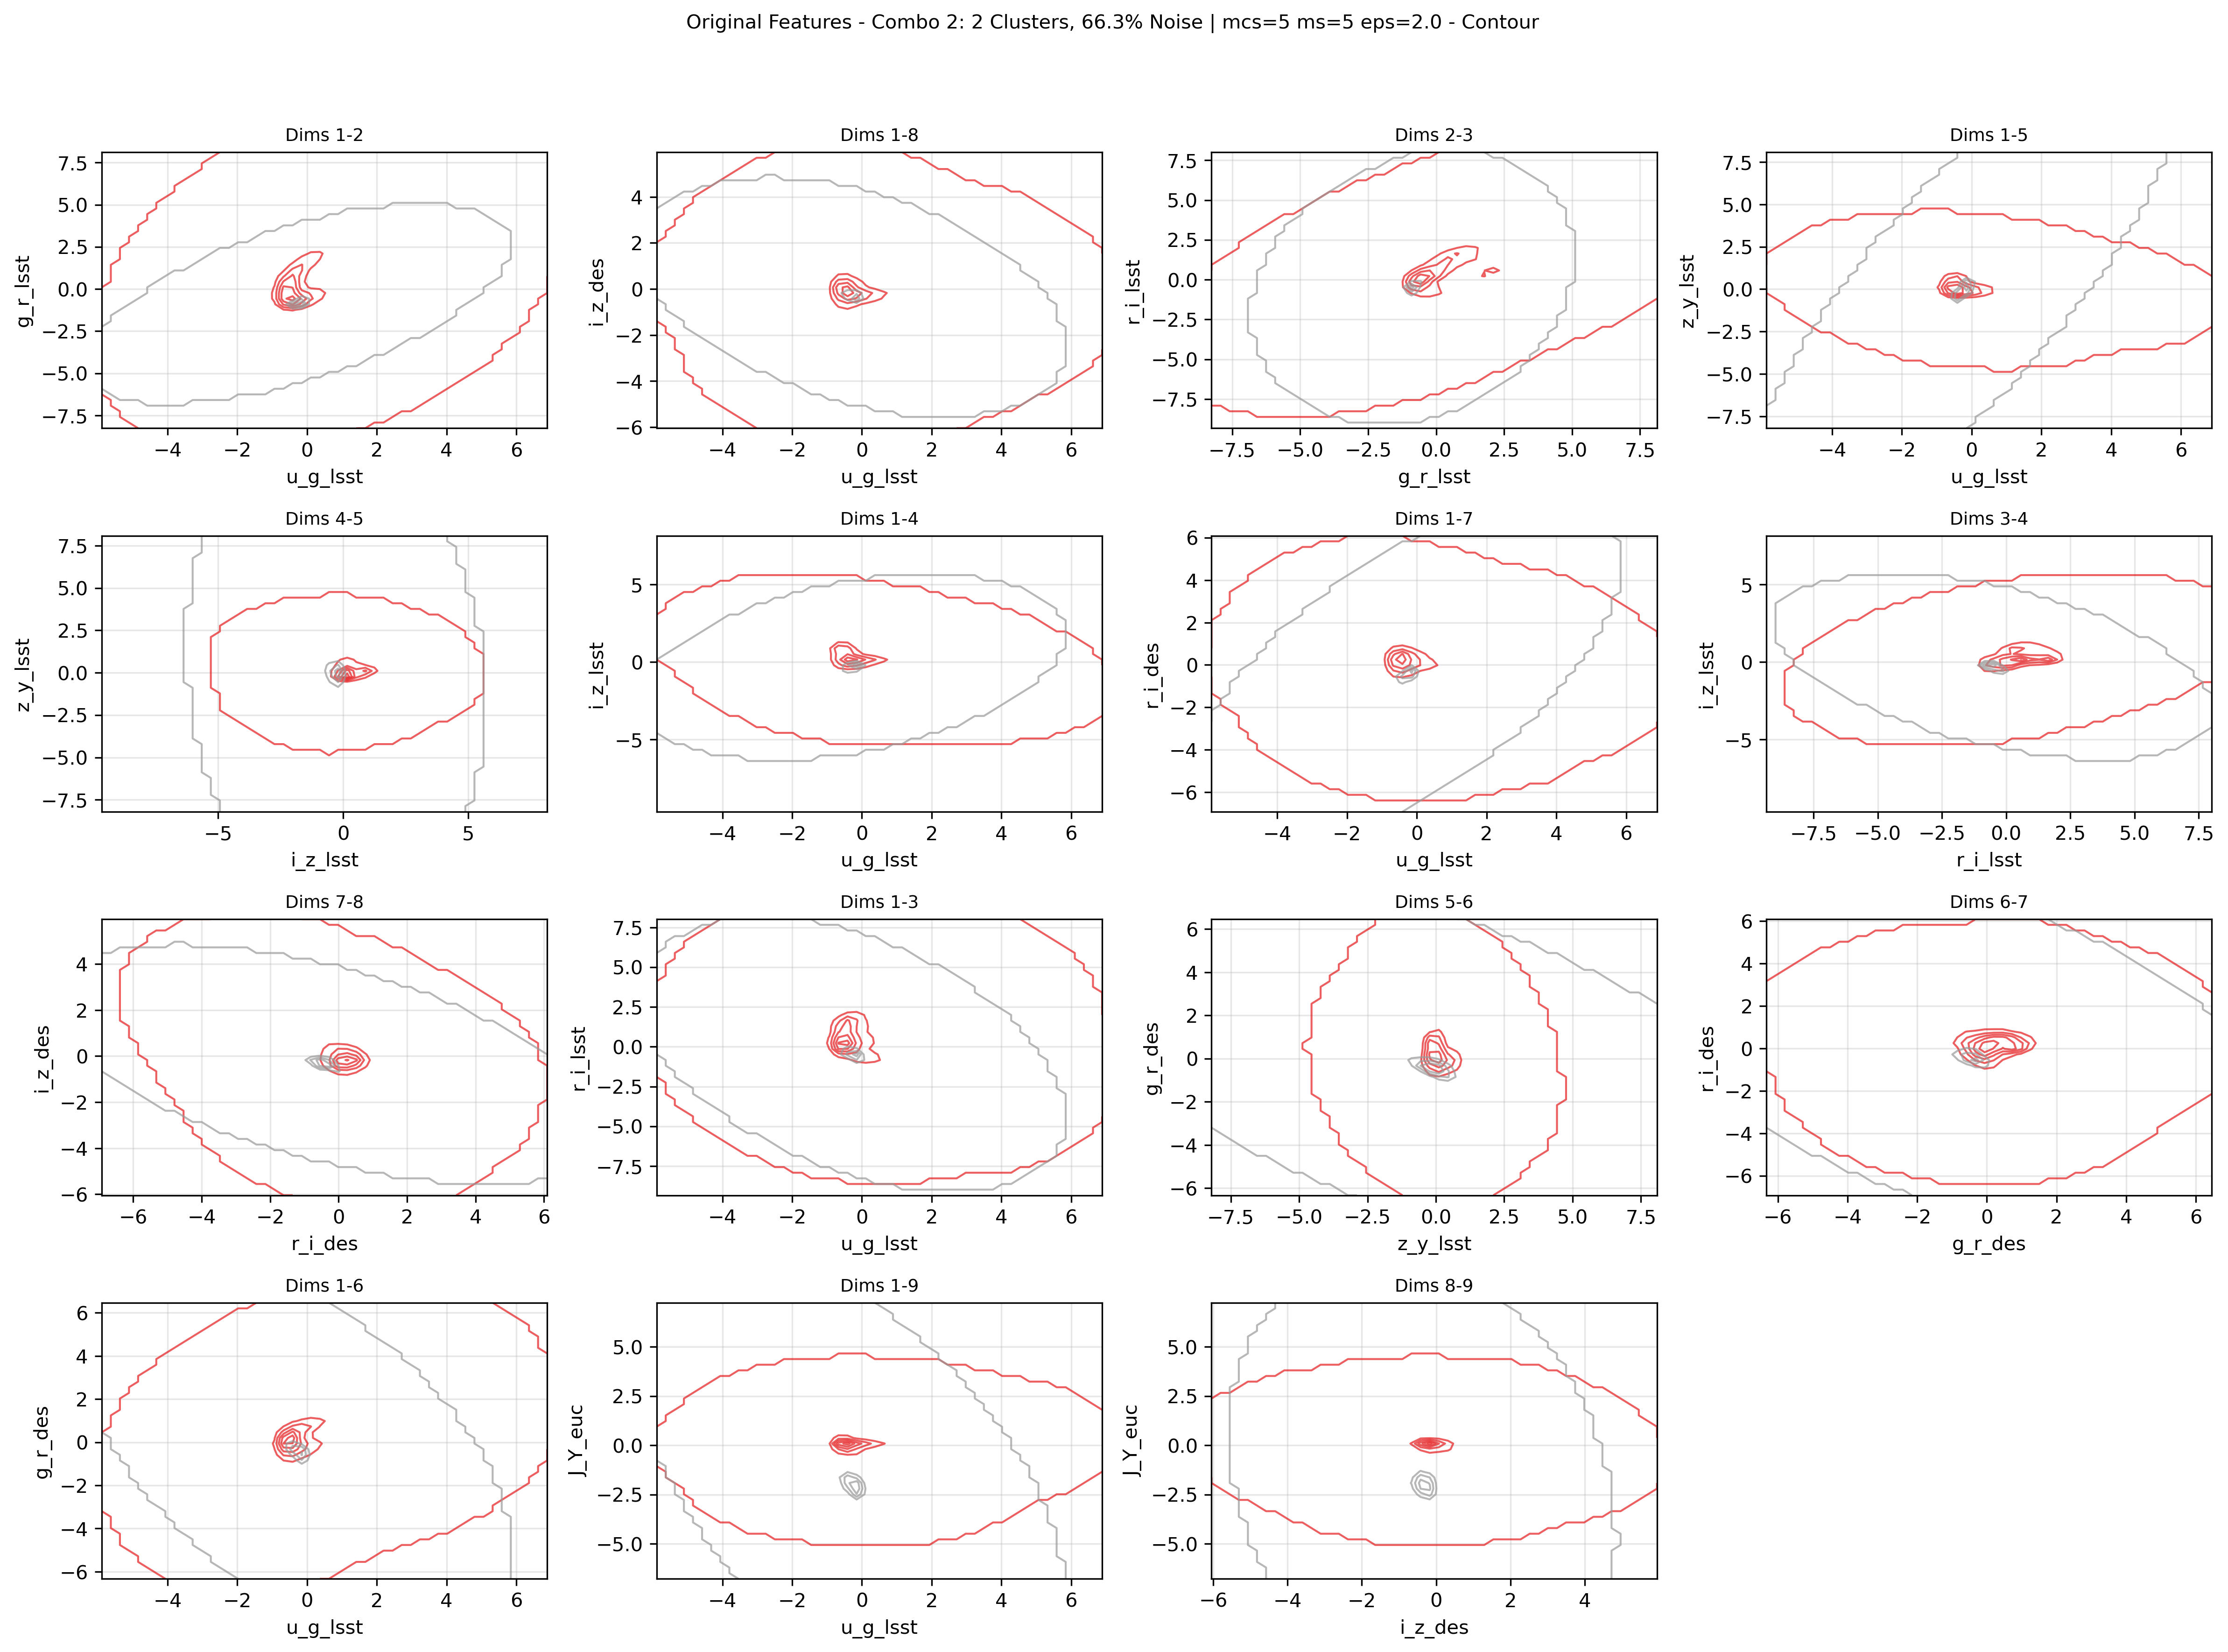 Original Features - Combo 2: 2 Clusters, 66.3% Noise | mcs=5 ms=5 eps=2.0 - Contour
Dims 1-2
7.5
5.0
2.5
0.0
−2.5
−5.0
−7.5
g_r_lsst
−4 −2 0 2 4 6
u_g_lsst
Dims 1-8
4
2
0
−2
−4
−6
i_z_des
−4 −2 0 2 4 6
u_g_lsst
Dims 2-3
7.5
5.0
2.5
0.0
−2.5
−5.0
−7.5
r_i_lsst
−7.5 −5.0 −2.5 0.0 2.5 5.0 7.5
g_r_lsst
Dims 1-5
7.5
5.0
2.5
0.0
−2.5
−5.0
−7.5
z_y_lsst
−4 −2 0 2 4 6
u_g_lsst
Dims 4-5
7.5
5.0
2.5
0.0
−2.5
−5.0
−7.5
z_y_lsst
−5 0 5
i_z_lsst
Dims 1-4
5
0
−5
i_z_lsst
−4 −2 0 2 4 6
u_g_lsst
Dims 1-7
6
4
2
0
−2
−4
−6
r_i_des
−4 −2 0 2 4 6
u_g_lsst
Dims 3-4
5
0
−5
i_z_lsst
−7.5 −5.0 −2.5 0.0 2.5 5.0 7.5
r_i_lsst
Dims 7-8
4
2
0
−2
−4
−6
i_z_des
−6 −4 −2 0 2 4 6
r_i_des
Dims 1-3
7.5
5.0
2.5
0.0
−2.5
−5.0
−7.5
r_i_lsst
−4 −2 0 2 4 6
u_g_lsst
Dims 5-6
6
4
2
0
−2
−4
−6
g_r_des
−7.5 −5.0 −2.5 0.0 2.5 5.0 7.5
z_y_lsst
Dims 6-7
6
4
2
0
−2
−4
−6
r_i_des
−6 −4 −2 0 2 4 6
g_r_des
Dims 1-6
6
4
2
0
−2
−4
−6
g_r_des
−4 −2 0 2 4 6
u_g_lsst
Dims 1-9
5.0
2.5
0.0
−2.5
−5.0
J_Y_euc
−4 −2 0 2 4 6
u_g_lsst
Dims 8-9
5.0
2.5
0.0
−2.5
−5.0
J_Y_euc
−6 −4 −2 0 2 4
i_z_des